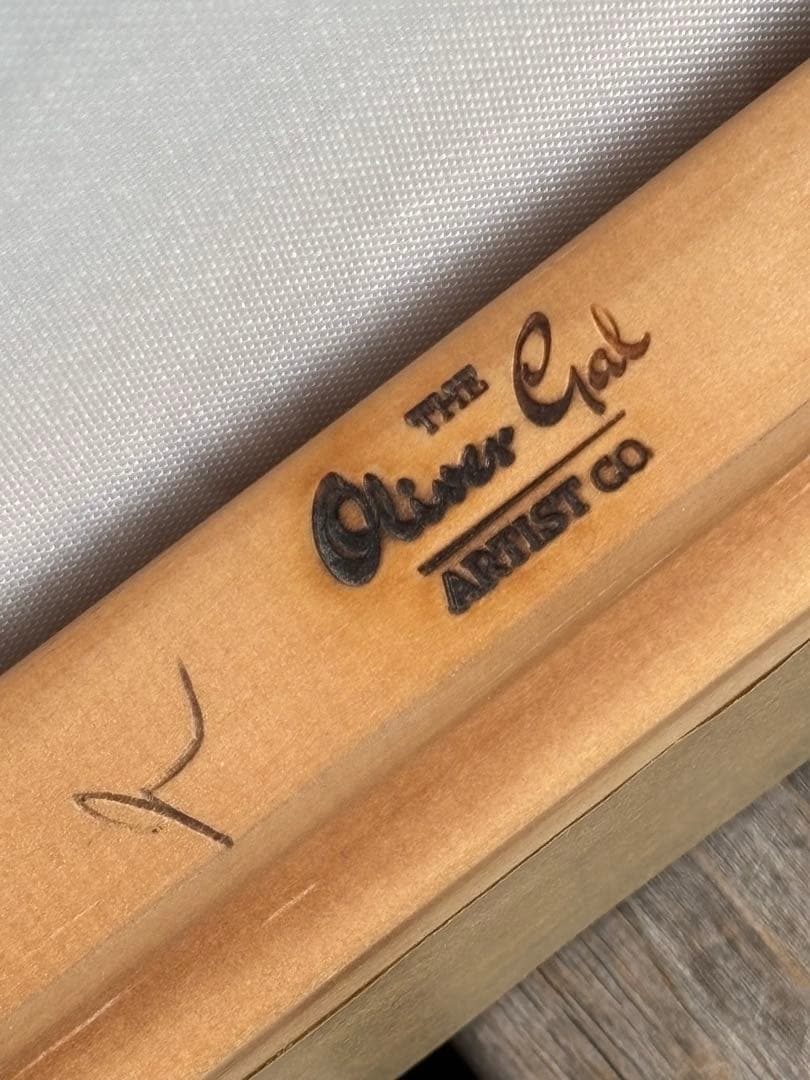 THE
Oliver Gal
ARTIST CO